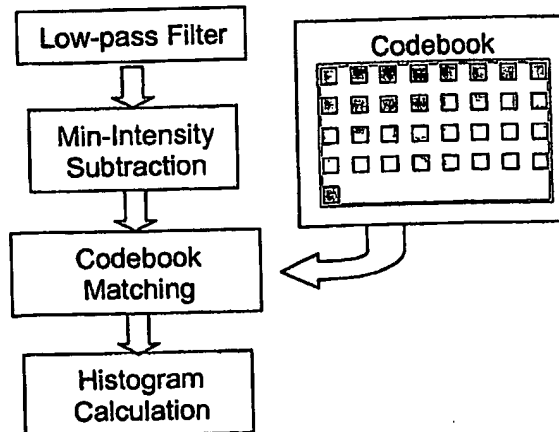 Low-pass Filter
Codebook
Min-Intensity
Subtraction
Codebook
Matching
Histogram
Calculation